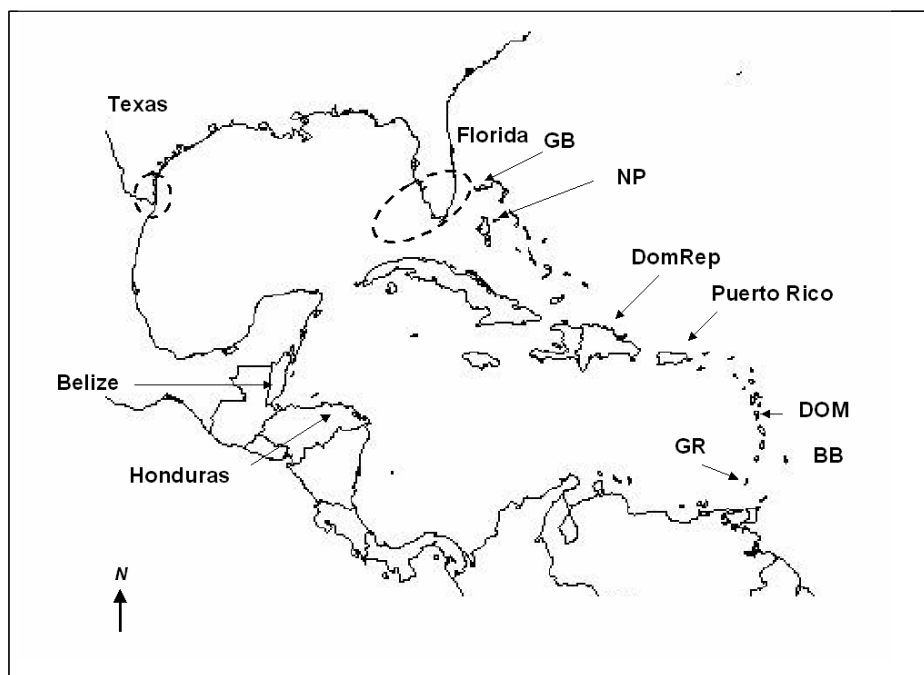 Texas
Florida
GB
NP
DomRep
Puerto Rico
Belize
DOM
GR
BB
Honduras
N